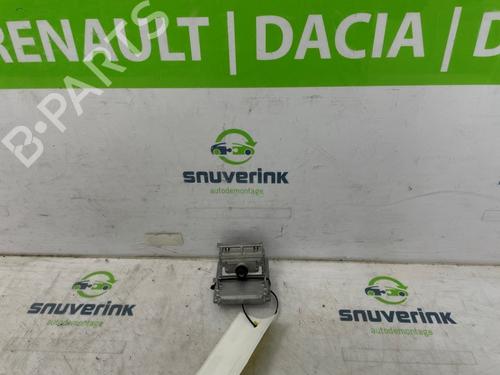 RENAULT | DACIA | D
B-PARTS
snuverink
autodemontage
snuverink
autodemontage
snuverink
autodemontage